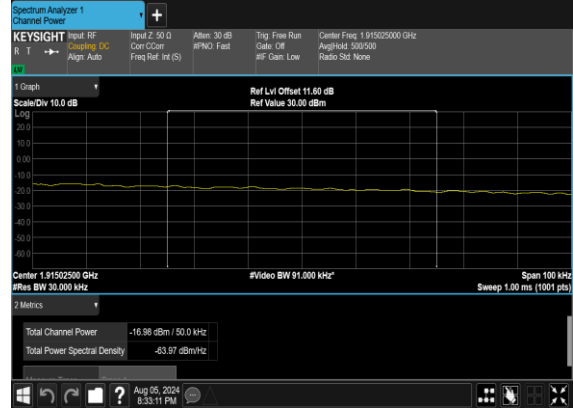 Spectrum Analyzer 1
Channel Power
KEYSIGHT Input: RF Input Z: 50 Ω Atten: 30 dB Trig: Free Run Center Freq: 1.915025000 GHz
R T Coupling: DC Corr CCorr #PNO: Fast Gate: Off Avg|Hold: 500/500
Align: Auto Freq Ref: Int (S) #IF Gain: Low Radio Std: None
1 Graph Ref Lvl Offset 11.60 dB
Scale/Div 10.0 dB Ref Value 30.00 dBm
Log
20.0
10.0
0.00
-10.0
-20.0
-30.0
-40.0
-50.0
-60.0
Center 1.91502500 GHz #Video BW 91.000 kHz* Span 100 kHz
#Res BW 30.000 kHz Sweep 1.00 ms (1001 pts)
2 Metrics
Total Channel Power -16.98 dBm / 50.0 kHz
Total Power Spectral Density -63.97 dBm/Hz
? Aug 05, 2024
8:33:11 PM